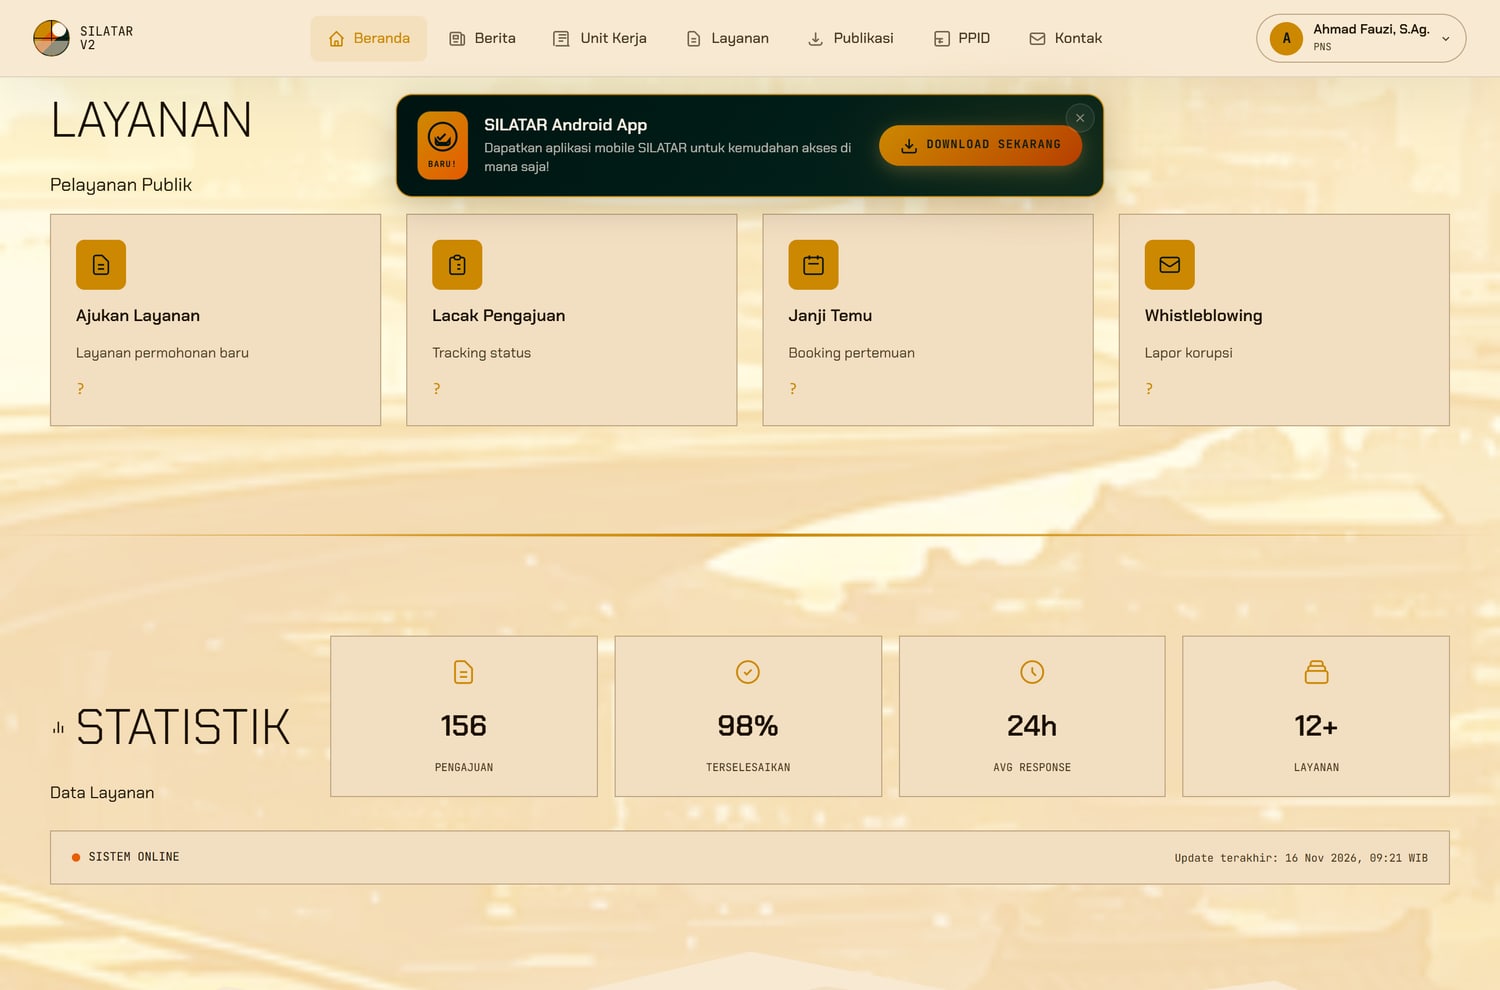 SILATAR
V2
Beranda
Berita
Unit Kerja
Layanan
Publikasi
PPID
Kontak
A
Ahmad Fauzi, S.Ag.
PNS
LAYANAN
Pelayanan Publik
BARU!
SILATAR Android App
Dapatkan aplikasi mobile SILATAR untuk kemudahan akses di
mana saja!
DOWNLOAD SEKARANG
Ajukan Layanan
Layanan permohonan baru
?
Lacak Pengajuan
Tracking status
?
Janji Temu
Booking pertemuan
?
Whistleblowing
Lapor korupsi
?
STATISTIK
Data Layanan
156
PENGAJUAN
98%
TERSELESAIKAN
24h
AVG RESPONSE
12+
LAYANAN
SISTEM ONLINE
Update terakhir: 16 Nov 2026, 09:21 WIB